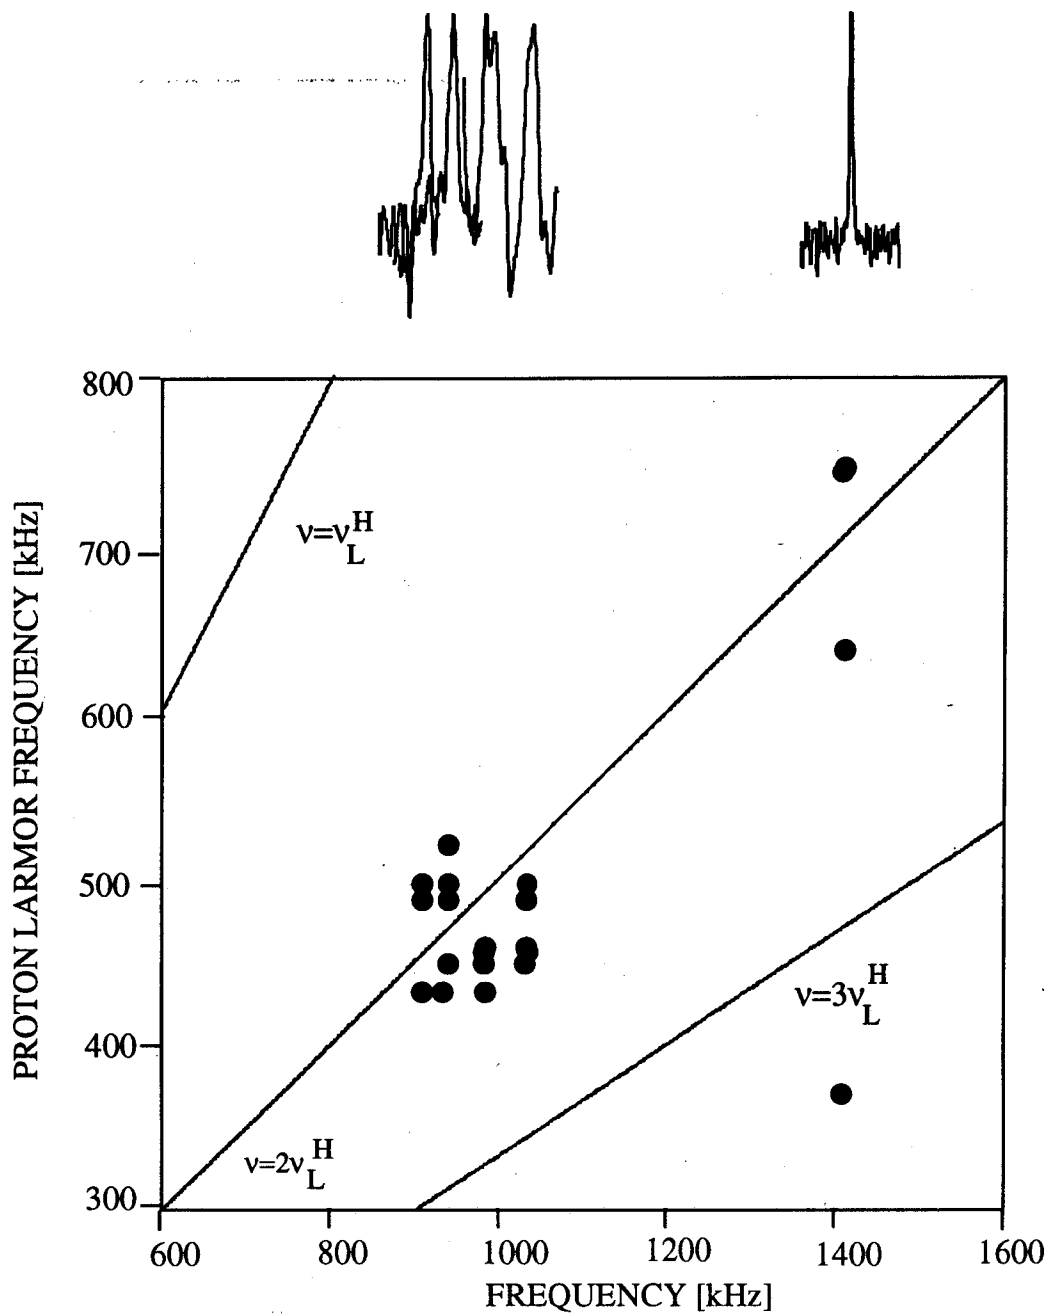 800
700
600
500
400
300
PROTON LARMOR FREQUENCY [kHz]
ν=ν_L^H
ν=2ν_L^H
ν=3ν_L^H
600 800 1000 1200 1400 1600
FREQUENCY [kHz]